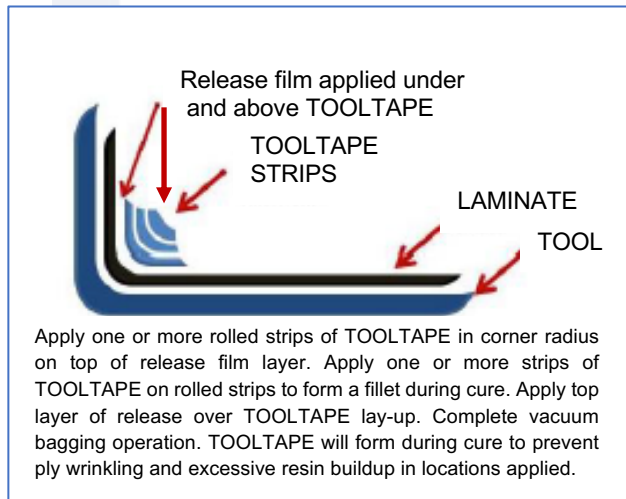 Release film applied under
and above TOOLTAPE
TOOLTAPE
STRIPS
LAMINATE
TOOL
Apply one or more rolled strips of TOOLTAPE in corner radius
on top of release film layer. Apply one or more strips of
TOOLTAPE on rolled strips to form a fillet during cure. Apply top
layer of release over TOOLTAPE lay-up. Complete vacuum
bagging operation. TOOLTAPE will form during cure to prevent
ply wrinkling and excessive resin buildup in locations applied.